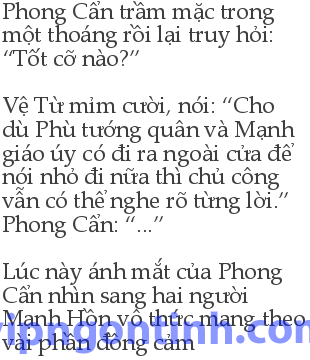 Phong Cẩn trầm mặc trong
một thoáng rồi lại truy hỏi:
“Tốt cỡ nào?”

Vệ Từ mỉm cười, nói: “Cho
dù Phù tướng quân và Mạnh
giáo úy có đi ra ngoài cửa để
nói nhỏ đi nữa thì chủ công
vẫn có thể nghe rõ từng lời.”
Phong Cẩn: “...”

Lúc này ánh mắt của Phong
Cẩn nhìn sang hai người
Mạnh Hồn vô thức mang theo
vài phần đồng cảm
vipngontinh.com